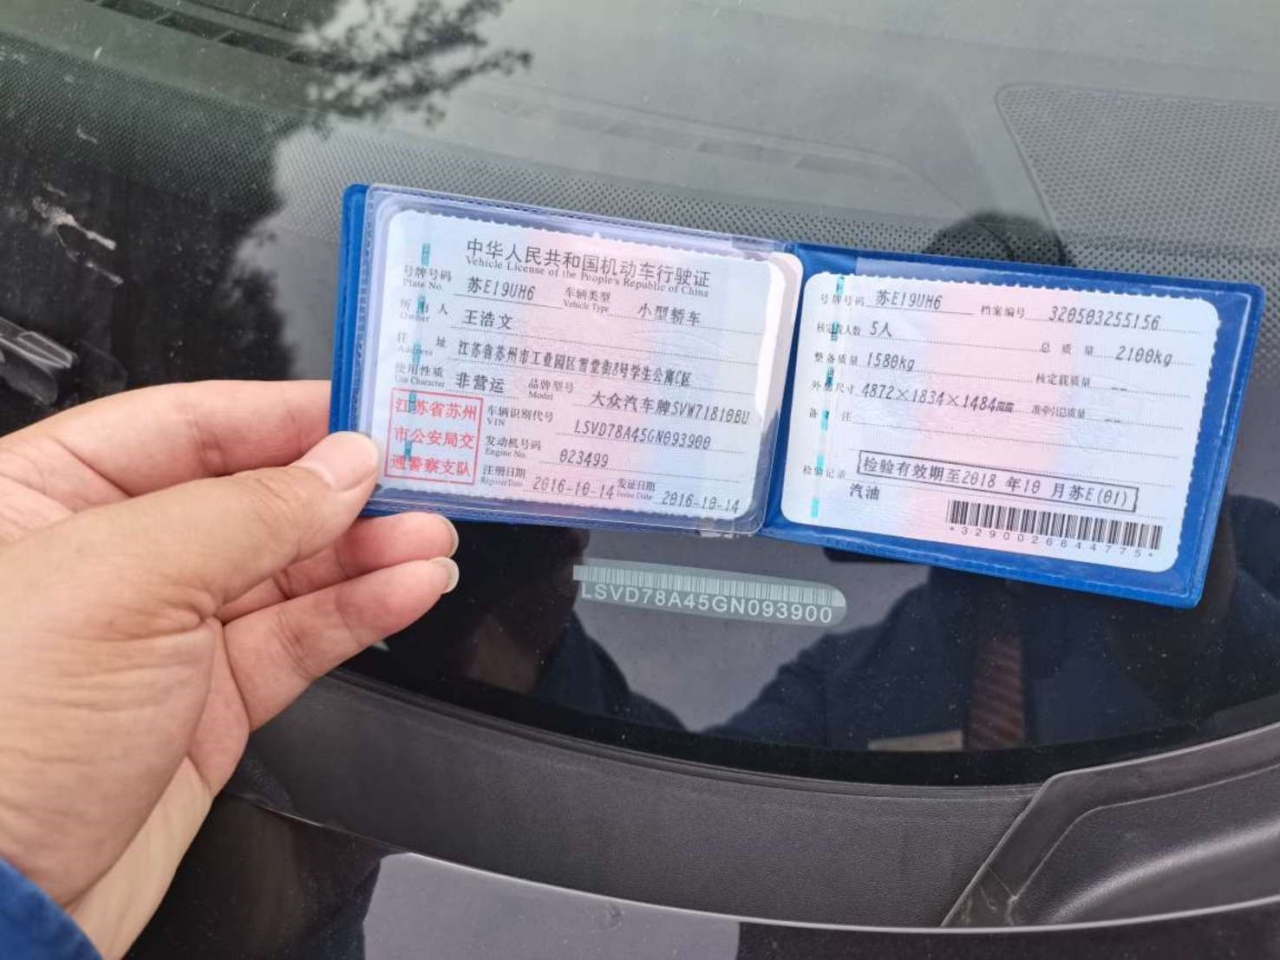 中华人民共和国机动车行驶证
Vehicle License of the People's Republic of China
号牌号码 Plate No. 苏E19UH6 车辆类型 Vehicle Type 小型轿车
所有人 Owner 王浩文
住址 Address 江苏省苏州市工业园区雪堂街8号学生公寓C区
使用性质 Use Character 非营运 品牌型号 Model 大众汽车牌SVW71819BU
江苏省苏州
市公安局交
通警察支队
车辆识别代号 VIN LSVD78A45GN093900
发动机号码 Engine No. 023499
注册日期 Register Date 2016-10-14 发证日期 Issue Date 2016-10-14
号牌号码 苏E19UH6 档案编号 320503255156
核定载人数 5人 总质量 2100kg
整备质量 1580kg 核定载质量 --
外廓尺寸 4872×1834×1484mm 准牵引总质量 --
备注
检验记录 检验有效期至2018 年10 月苏E(01)
汽油
*3290026644775*
LSVD78A45GN093900